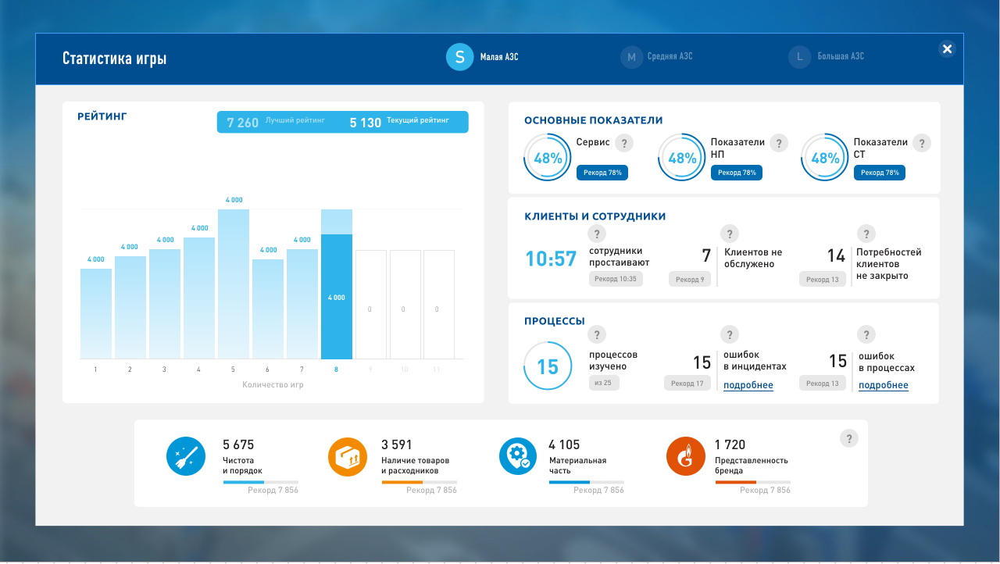 Статистика игры
S Малая АЗС
M Средняя АЗС
L Большая АЗС
РЕЙТИНГ
7 260 Лучший рейтинг
5 130 Текущий рейтинг
4 000
4 000
4 000
4 000
4 000
4 000
4 000
4 000
0
0
0
1 2 3 4 5 6 7 8 9 10 11
Количество игр
ОСНОВНЫЕ ПОКАЗАТЕЛИ
48%
Сервис
?
Рекорд 78%
48%
Показатели
НП
?
Рекорд 78%
48%
Показатели
СТ
?
Рекорд 78%
КЛИЕНТЫ И СОТРУДНИКИ
?
10:57
сотрудники
простаивают
Рекорд 10:35
?
7
Клиентов не
обслужено
Рекорд 9
?
14
Потребностей
клиентов
не закрыто
Рекорд 13
ПРОЦЕССЫ
?
15
процессов
изучено
из 25
?
15
ошибок
в инцидентах
Рекорд 17
подробнее
?
15
ошибок
в процессах
Рекорд 13
подробнее
5 675
Чистота
и порядок
Рекорд 7 856
3 591
Наличие товаров
и расходников
Рекорд 7 856
4 105
Материальная
часть
Рекорд 7 856
1 720
Представленность
бренда
Рекорд 7 856
?